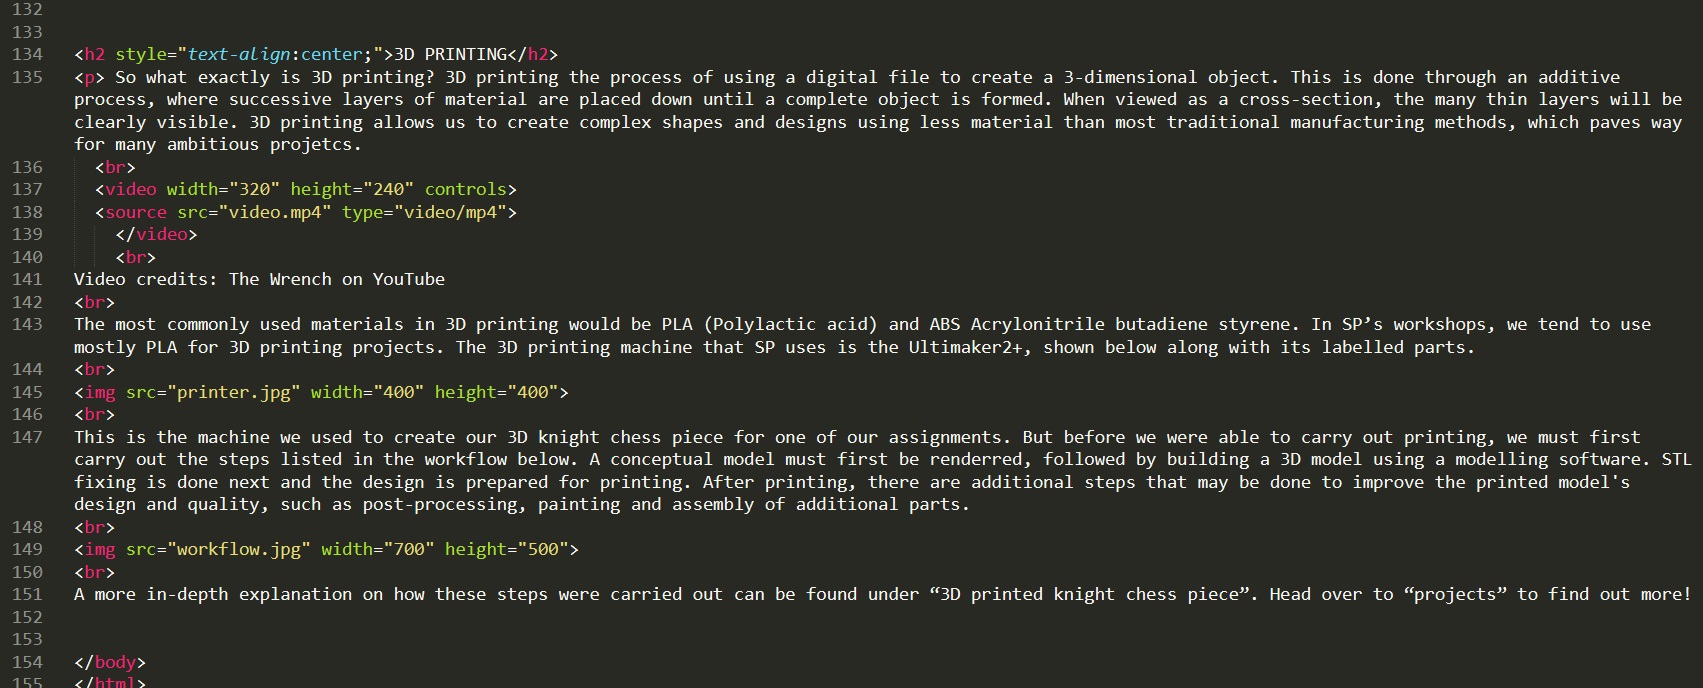 132
133
134 <h2 style="text-align:center;">3D PRINTING</h2>
135 <p> So what exactly is 3D printing? 3D printing the process of using a digital file to create a 3-dimensional object. This is done through an additive
process, where successive layers of material are placed down until a complete object is formed. When viewed as a cross-section, the many thin layers will be
clearly visible. 3D printing allows us to create complex shapes and designs using less material than most traditional manufacturing methods, which paves way
for many ambitious projetcs.
136 <br>
137 <video width="320" height="240" controls>
138 <source src="video.mp4" type="video/mp4">
139 </video>
140 <br>
141 Video credits: The Wrench on YouTube
142 <br>
143 The most commonly used materials in 3D printing would be PLA (Polylactic acid) and ABS Acrylonitrile butadiene styrene. In SP’s workshops, we tend to use
mostly PLA for 3D printing projects. The 3D printing machine that SP uses is the Ultimaker2+, shown below along with its labelled parts.
144 <br>
145 <img src="printer.jpg" width="400" height="400">
146 <br>
147 This is the machine we used to create our 3D knight chess piece for one of our assignments. But before we were able to carry out printing, we must first
carry out the steps listed in the workflow below. A conceptual model must first be renderred, followed by building a 3D model using a modelling software. STL
fixing is done next and the design is prepared for printing. After printing, there are additional steps that may be done to improve the printed model's
design and quality, such as post-processing, painting and assembly of additional parts.
148 <br>
149 <img src="workflow.jpg" width="700" height="500">
150 <br>
151 A more in-depth explanation on how these steps were carried out can be found under “3D printed knight chess piece”. Head over to “projects” to find out more!
152
153
154 </body>
155 </html>